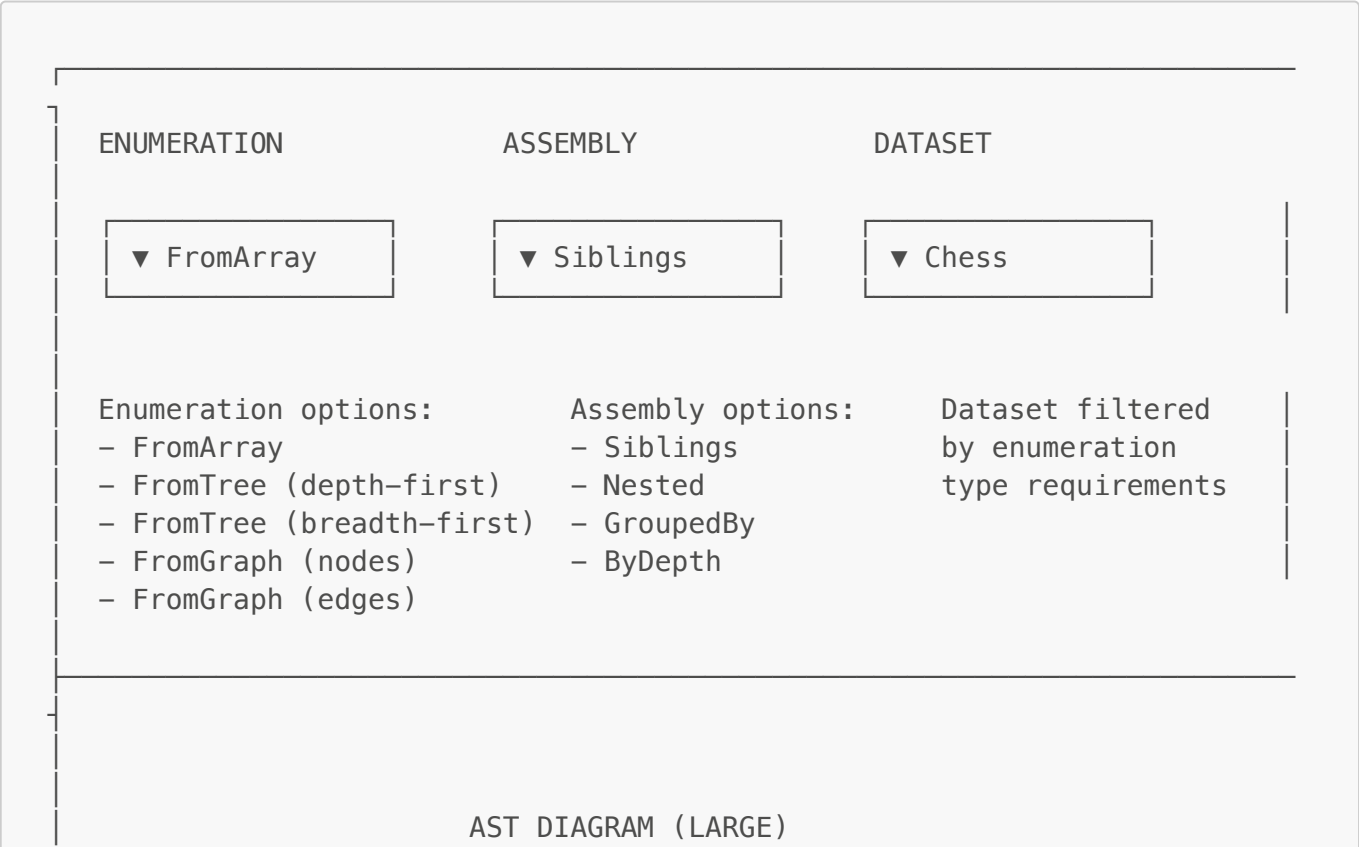 ENUMERATION ASSEMBLY DATASET
▼ FromArray ▼ Siblings ▼ Chess
Enumeration options: Assembly options: Dataset filtered
- FromArray - Siblings by enumeration
- FromTree (depth-first) - Nested type requirements
- FromTree (breadth-first) - GroupedBy
- FromGraph (nodes) - ByDepth
- FromGraph (edges)
AST DIAGRAM (LARGE)